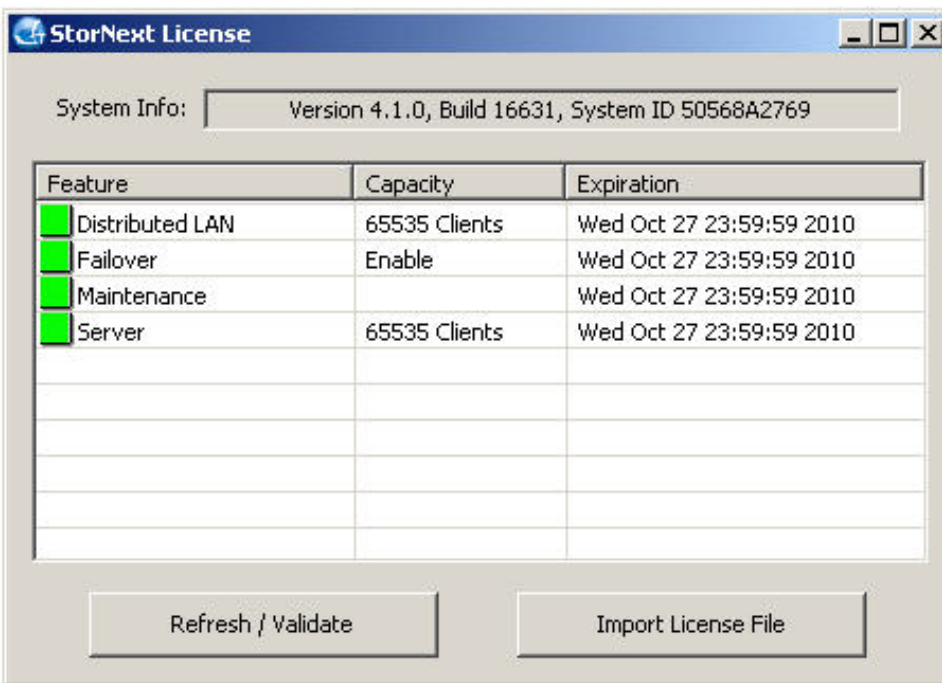 StorNext License
System Info: Version 4.1.0, Build 16631, System ID 50568A2769
Feature Capacity Expiration
Distributed LAN 65535 Clients Wed Oct 27 23:59:59 2010
Failover Enable Wed Oct 27 23:59:59 2010
Maintenance Wed Oct 27 23:59:59 2010
Server 65535 Clients Wed Oct 27 23:59:59 2010
Refresh / Validate Import License File